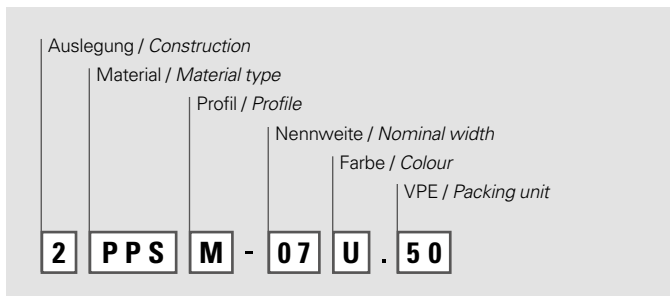 Auslegung / Construction
Material / Material type
Profil / Profile
Nennweite / Nominal width
Farbe / Colour
VPE / Packing unit
2 PPS M - 07 U . 50